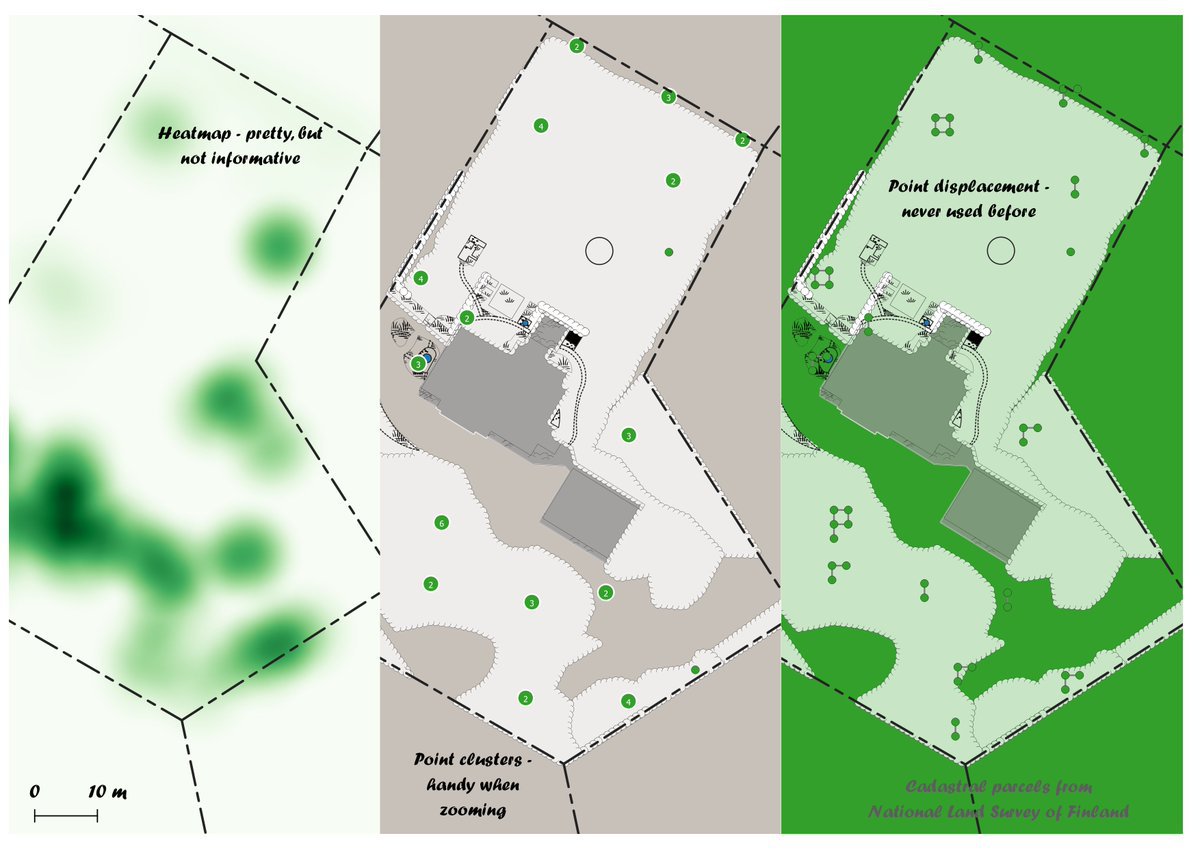 Heatmap - pretty, but
not informative
0 10 m
2
3
4
2
2
4
2
3
3
6
2
3
2
2
4
Point clusters -
handy when
zooming
Point displacement -
never used before
Cadastral parcels from
National Land Survey of Finland